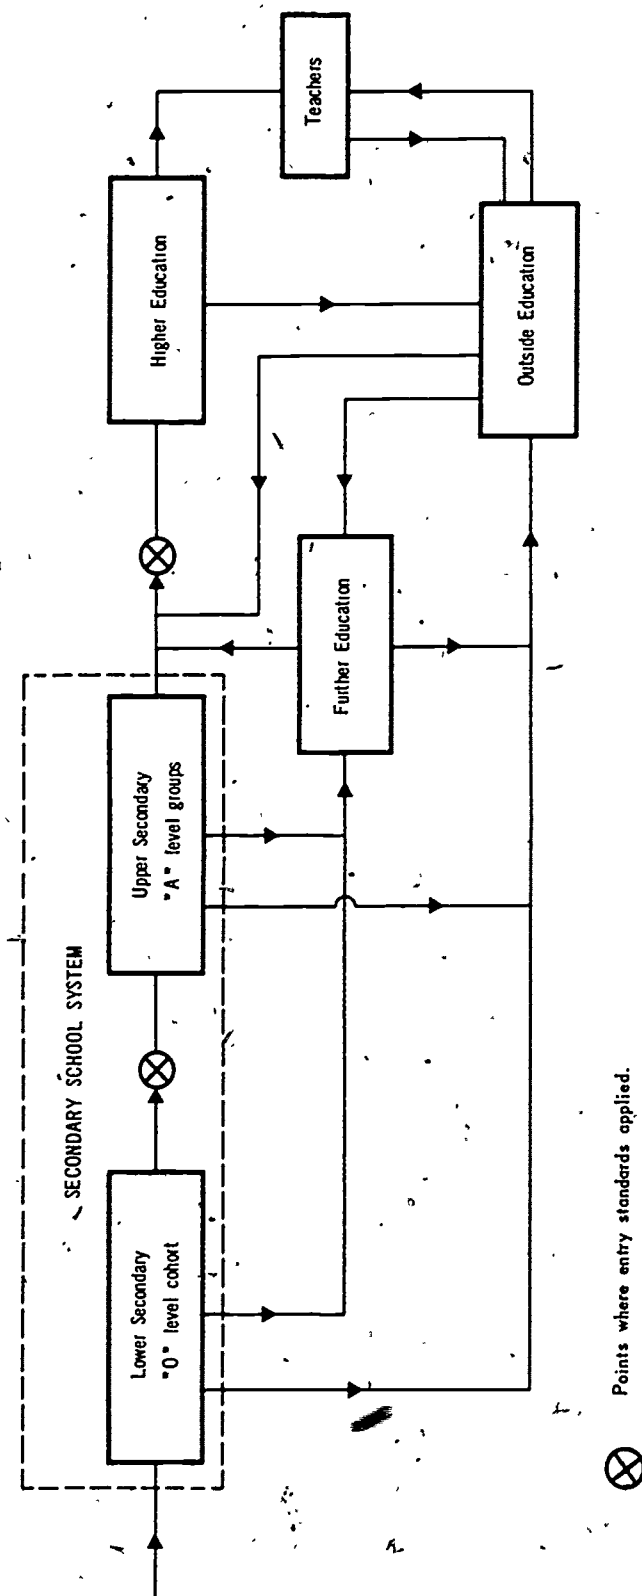 SECONDARY SCHOOL SYSTEM
Lower Secondary
"O" level cohort
Upper Secondary
"A" level groups
Higher Education
Teachers
Further Education
Outside Education
Points where entry standards applied.